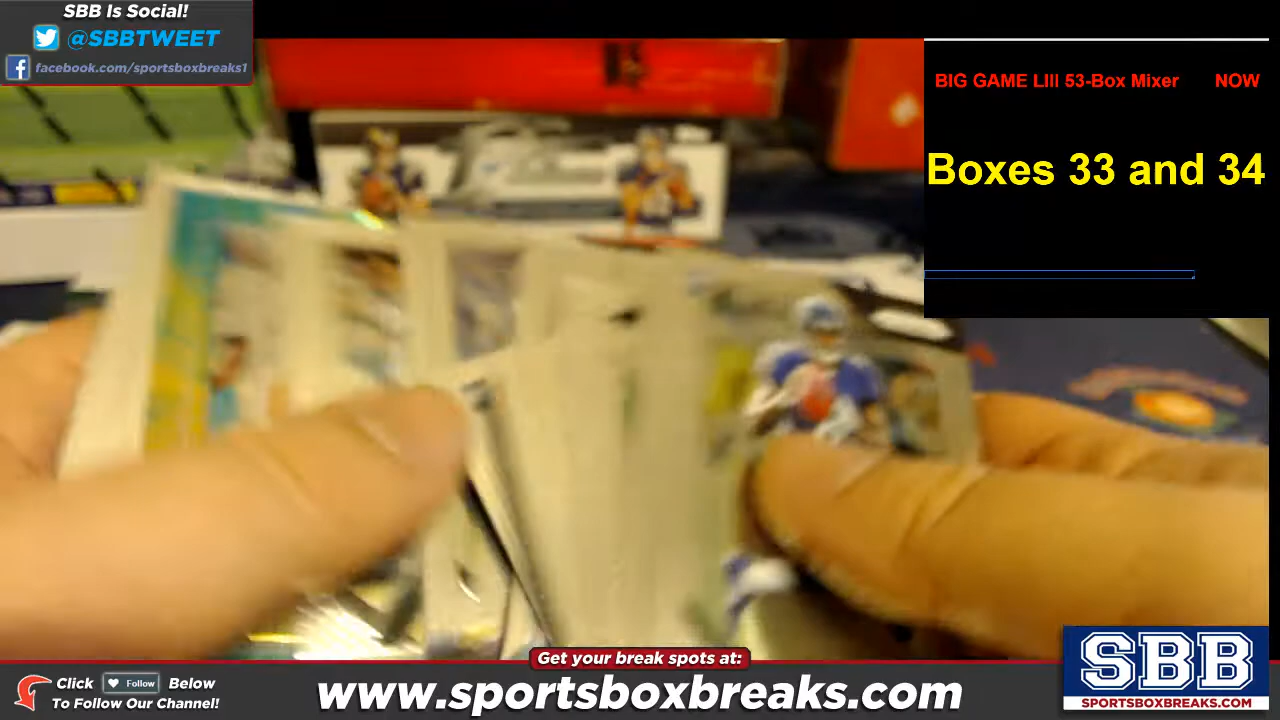 SBB Is Social!
@SBBTWEET
facebook.com/sportsboxbreaks1
BIG GAME LIII 53-Box Mixer NOW
Boxes 33 and 34
Get your break spots at:
Click Follow Below
To Follow Our Channel!
www.sportsboxbreaks.com
SBB
SPORTSBOXBREAKS.COM